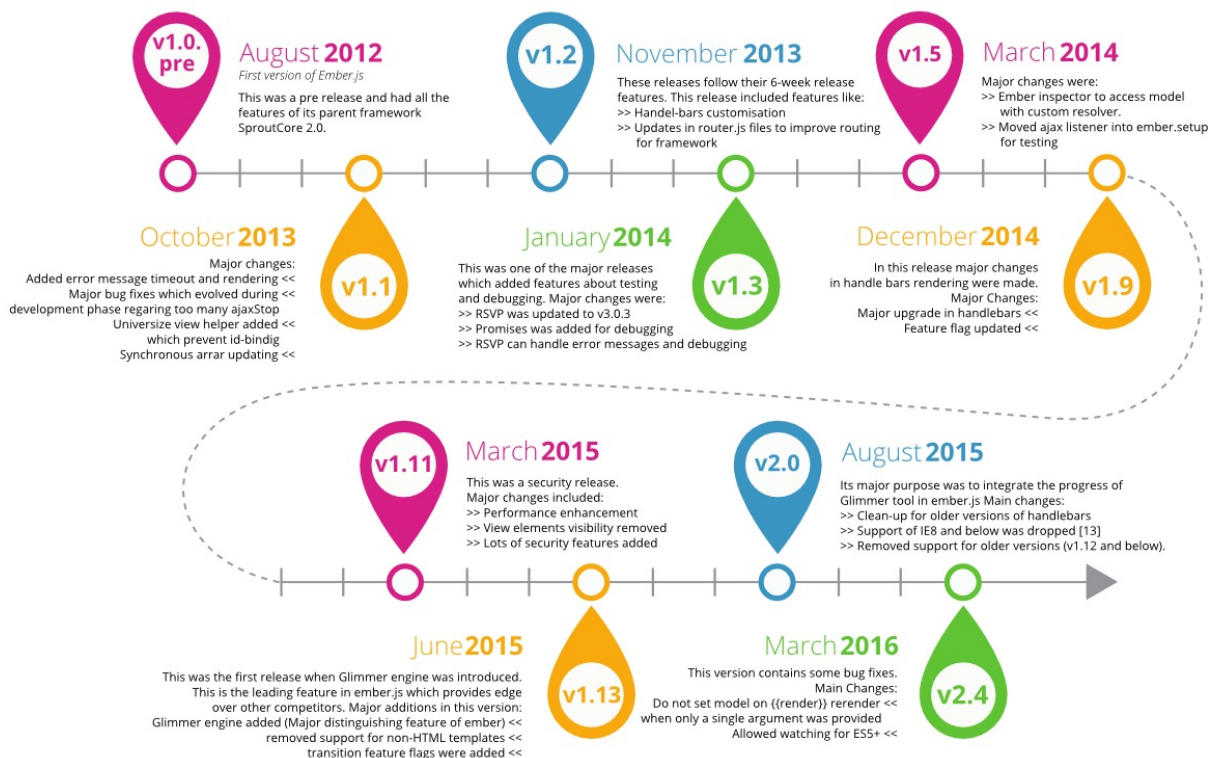 v1.0.
pre
August 2012
First version of Ember.js
This was a pre release and had all the
features of its parent framework
SproutCore 2.0.
v1.2
November 2013
These releases follow their 6-week release
features. This release included features like:
>> Handel-bars customisation
>> Updates in router.js files to improve routing
for framework
v1.5
March 2014
Major changes were:
>> Ember inspector to access model
with custom resolver.
>> Moved ajax listener into ember.setup
for testing
October 2013
Major changes:
Added error message timeout and rendering <<
Major bug fixes which evolved during <<
development phase regaring too many ajaxStop
Universize view helper added <<
which prevent id-bindig
Synchronous arrar updating <<
v1.1
January 2014
This was one of the major releases
which added features about testing
and debugging. Major changes were:
>> RSVP was updated to v3.0.3
>> Promises was added for debugging
>> RSVP can handle error messages and debugging
v1.3
December 2014
In this release major changes
in handle bars rendering were made.
Major Changes:
Major upgrade in handlebars <<
Feature flag updated <<
v1.9
v1.11
March 2015
This was a security release.
Major changes included:
>> Performance enhancement
>> View elements visibility removed
>> Lots of security features added
v2.0
August 2015
Its major purpose was to integrate the progress of
Glimmer tool in ember.js Main changes:
>> Clean-up for older versions of handlebars
>> Support of IE8 and below was dropped [13]
>> Removed support for older versions (v1.12 and below).
June 2015
This was the first release when Glimmer engine was introduced.
This is the leading feature in ember.js which provides edge
over other competitors. Major additions in this version:
Glimmer engine added (Major distinguishing feature of ember) <<
removed support for non-HTML templates <<
transition feature flags were added <<
v1.13
March 2016
This version contains some bug fixes.
Main Changes:
Do not set model on {{render}} rerender <<
when only a single argument was provided
Allowed watching for ES5+ <<
v2.4